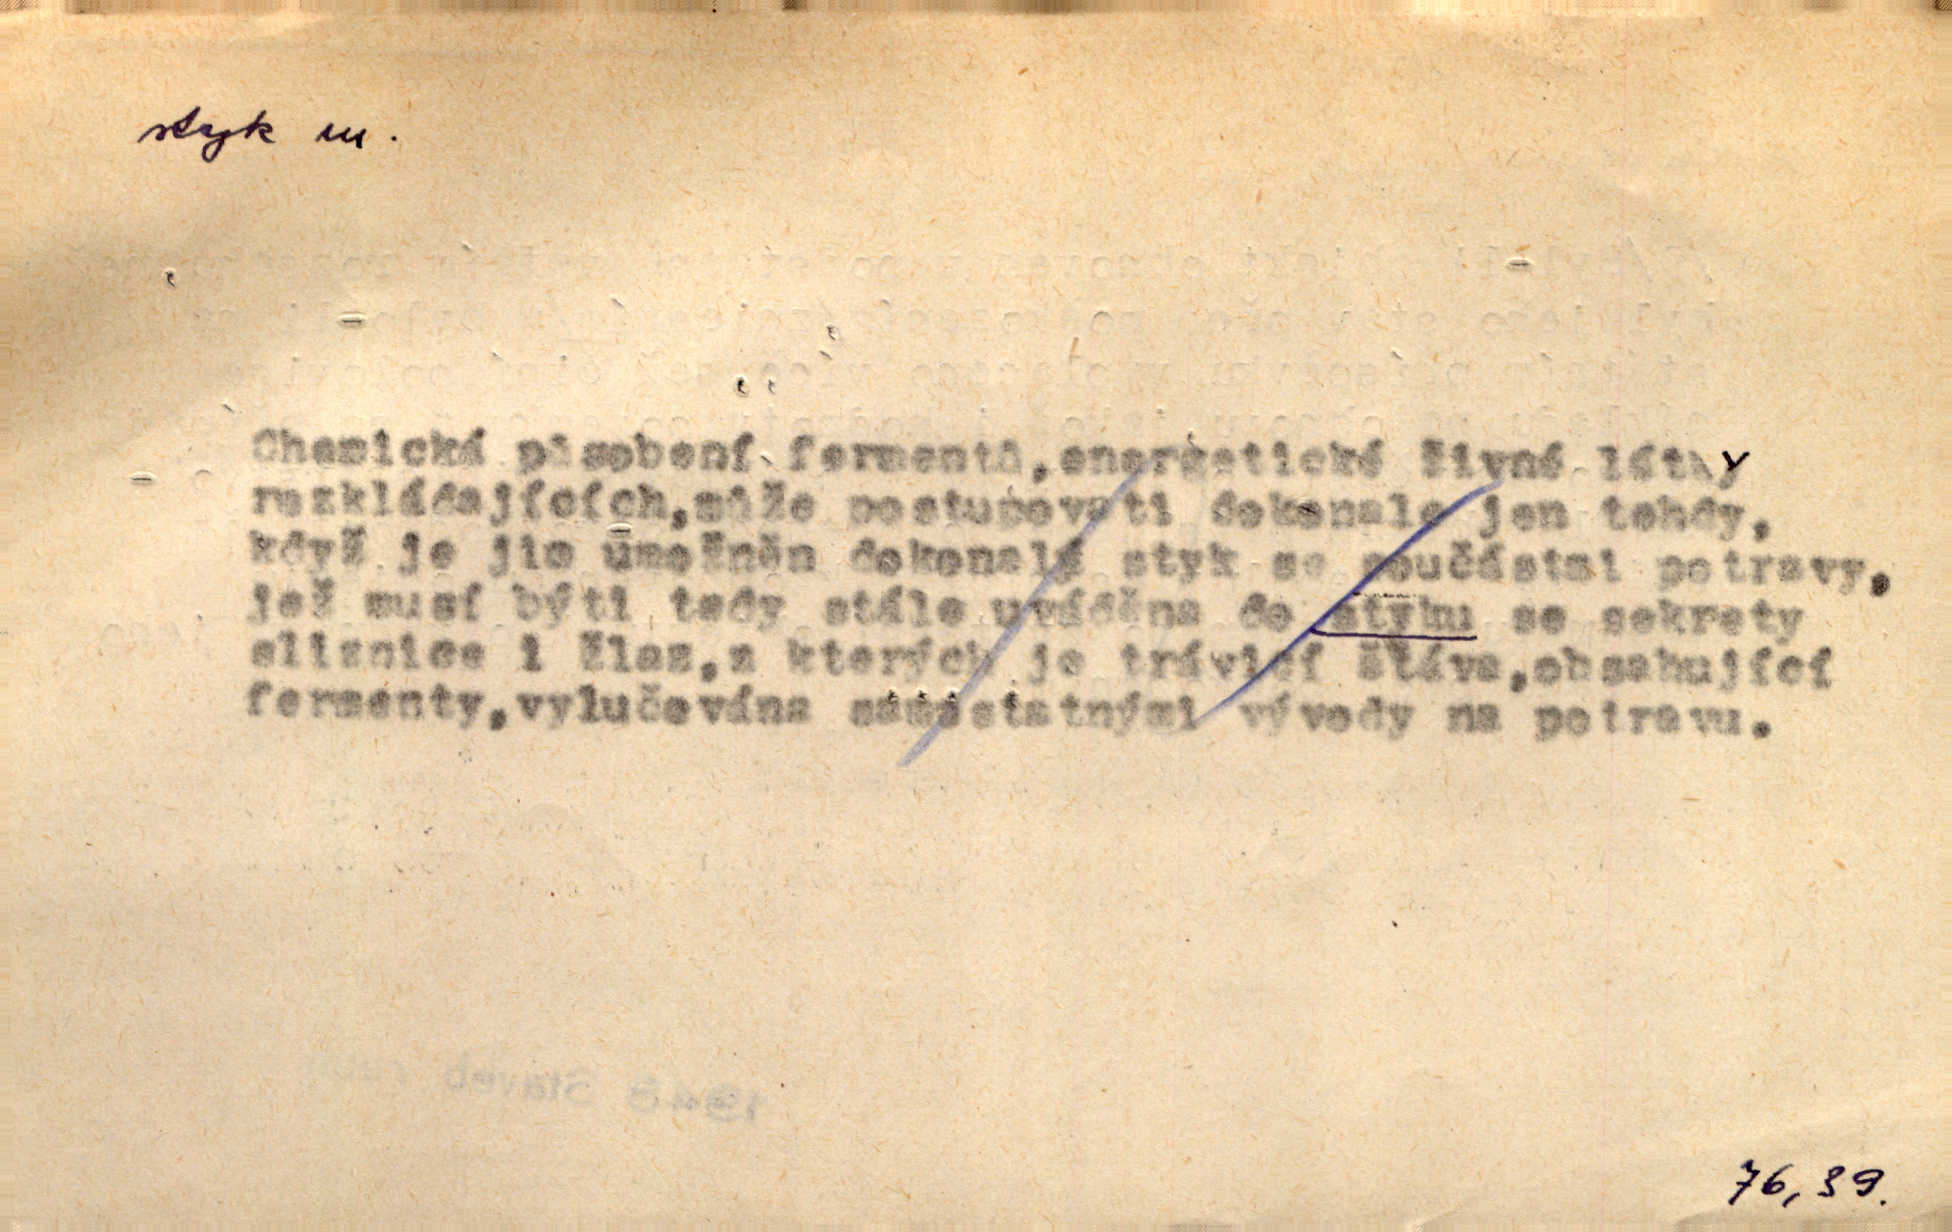 styk m.
Chemické působení fermentů,energetické živné látky
rozkládajících,může postupovati dokonale jen tehdy,
když je jim umožněn dokonalý styk se součástmi potravy,
jež musí býti tedy stále uváděna do styku se sekrety
sliznice i žlaz,z kterých je trávicí šťáva,obsahující
fermenty,vylučována samostatnými vývody na potravu.
1943 Staveb
76,39.